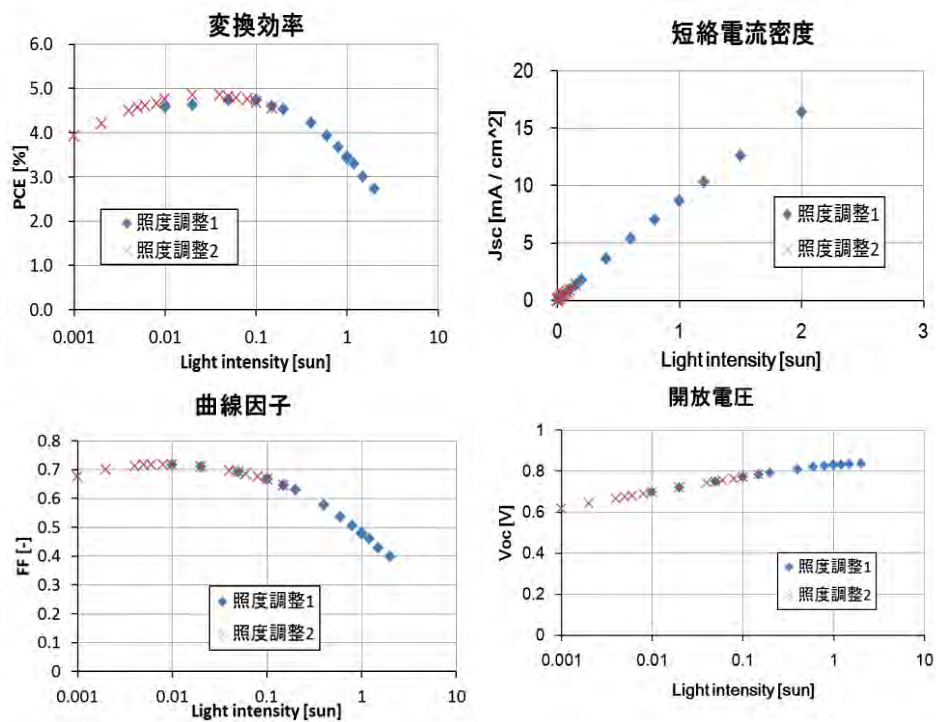 変換効率
6.0
5.0
4.0
3.0
2.0
1.0
0.0
PCE [%]
照度調整1
照度調整2
0.001
0.01
0.1
1
10
Light intensity [sun]
短絡電流密度
20
15
10
5
0
Jsc [mA / cm^2]
照度調整1
照度調整2
0
1
2
3
Light intensity [sun]
曲線因子
0.8
0.7
0.6
0.5
0.4
0.3
0.2
0.1
0
FF [-]
照度調整1
照度調整2
0.001
0.01
0.1
1
10
Light intensity [sun]
開放電圧
1
0.8
0.6
0.4
0.2
0
Voc [V]
照度調整1
照度調整2
0.001
0.01
0.1
1
10
Light intensity [sun]